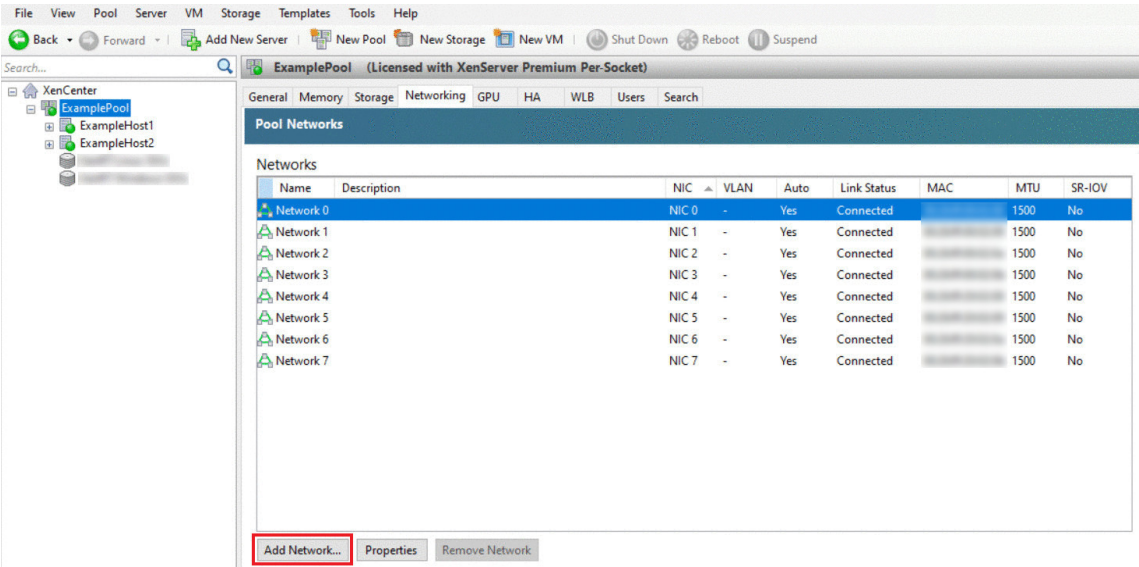 File View Pool Server VM Storage Templates Tools Help
Back Forward Add New Server New Pool New Storage New VM Shut Down Reboot Suspend
Search...
ExamplePool (Licensed with XenServer Premium Per-Socket)
XenCenter
ExamplePool
ExampleHost1
ExampleHost2
General Memory Storage Networking GPU HA WLB Users Search
Pool Networks
Networks
Name Description NIC VLAN Auto Link Status MAC MTU SR-IOV
Network 0 NIC 0 - Yes Connected 1500 No
Network 1 NIC 1 - Yes Connected 1500 No
Network 2 NIC 2 - Yes Connected 1500 No
Network 3 NIC 3 - Yes Connected 1500 No
Network 4 NIC 4 - Yes Connected 1500 No
Network 5 NIC 5 - Yes Connected 1500 No
Network 6 NIC 6 - Yes Connected 1500 No
Network 7 NIC 7 - Yes Connected 1500 No
Add Network... Properties Remove Network